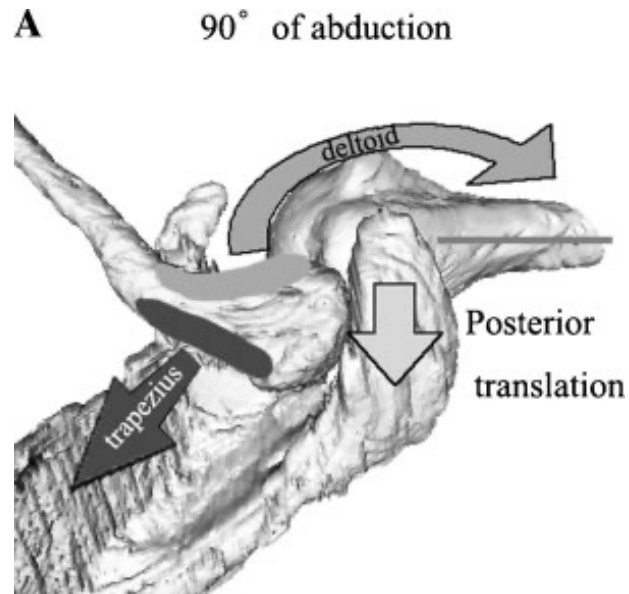 A
90° of abduction
deltoid
trapezius
Posterior
translation